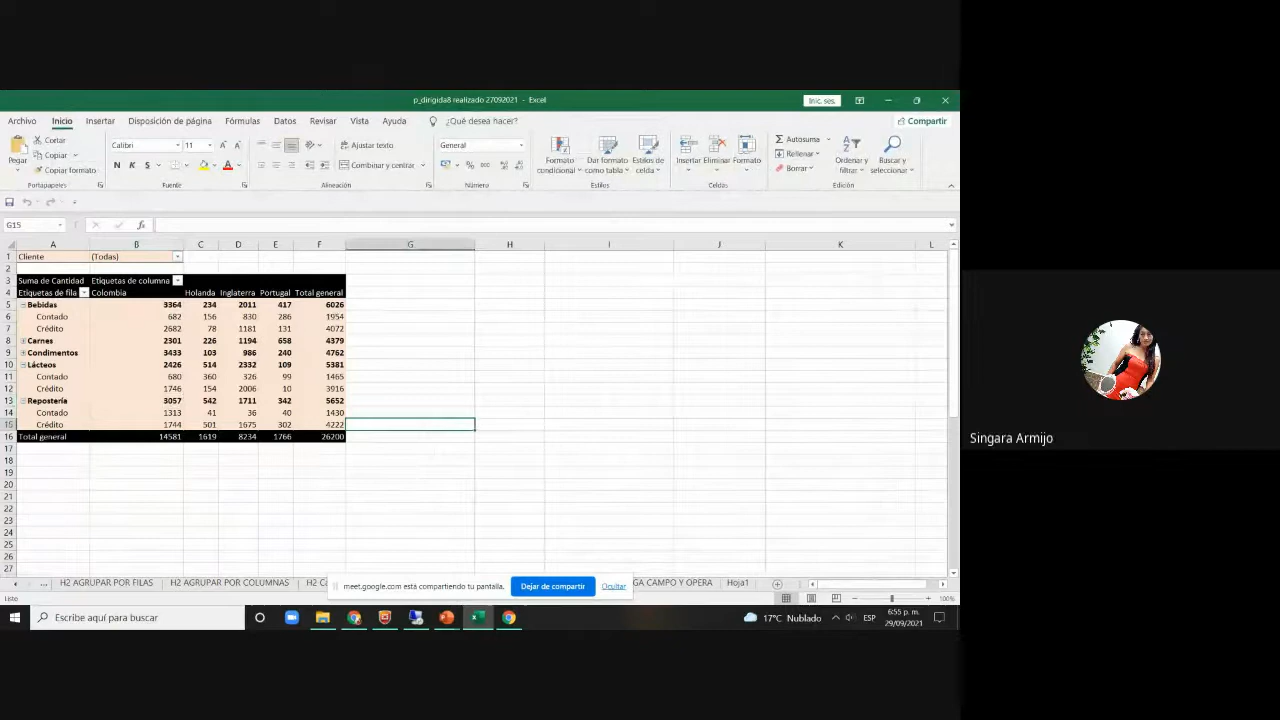 p_dirigida8 realizado 27092021 - Excel
Inic. ses.
Archivo Inicio Insertar Disposición de página Fórmulas Datos Revisar Vista Ayuda ¿Qué desea hacer? Compartir
Pegar Cortar Copiar Copiar formato Portapapeles
Calibri 11 N K S A Fuente
Ajustar texto Combinar y centrar Alineación
General % 000 Número
Formato condicional Dar formato como tabla Estilos de celda Estilos
Insertar Eliminar Formato Celdas
Autosuma Rellenar Borrar Ordenar y filtrar Buscar y seleccionar Edición
G15 fx
A B C D E F G H I J K L
1 Cliente (Todas)
2
3 Suma de Cantidad Etiquetas de columna
4 Etiquetas de fila Colombia Holanda Inglaterra Portugal Total general
5 Bebidas 3364 234 2011 417 6026
6 Contado 682 156 830 286 1954
7 Crédito 2682 78 1181 131 4072
8 Carnes 2301 226 1194 658 4379
9 Condimentos 3433 103 986 240 4762
10 Lácteos 2426 514 2332 109 5381
11 Contado 680 360 326 99 1465
12 Crédito 1746 154 2006 10 3916
13 Repostería 3057 542 1711 342 5652
14 Contado 1313 41 36 40 1430
15 Crédito 1744 501 1675 302 4222
16 Total general 14581 1619 8234 1766 26200
17
18
19
20
21
22
23
24
25
26
27
... H2 AGRUPAR POR FILAS H2 AGRUPAR POR COLUMNAS H2 GA CAMPO Y OPERA Hoja1
meet.google.com está compartiendo tu pantalla. Dejar de compartir Ocultar
Listo 100%
Escribe aquí para buscar
17°C Nublado ESP 6:55 p. m. 29/09/2021
Singara Armijo